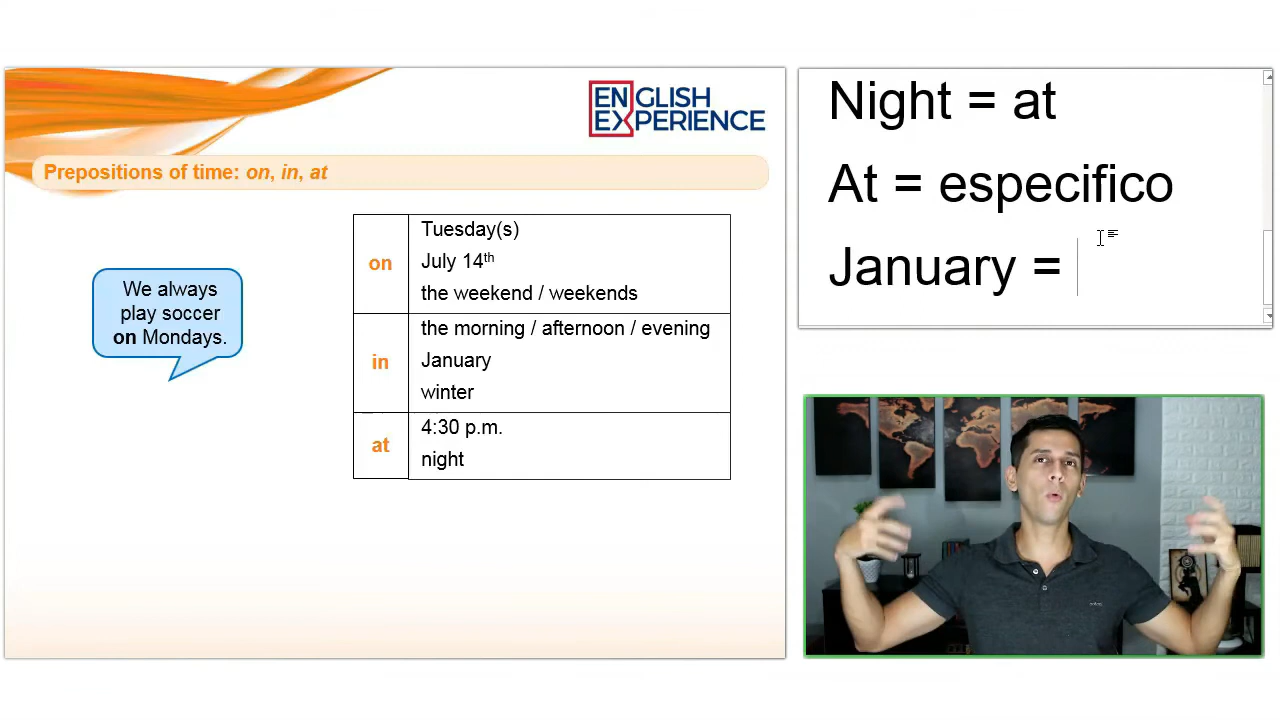 ENGLISH
EXPERIENCE
Prepositions of time: on, in, at
We always
play soccer
on Mondays.
on
Tuesday(s)
July 14th
the weekend / weekends
in
the morning / afternoon / evening
January
winter
at
4:30 p.m.
night
Night = at
At = especifico
January =